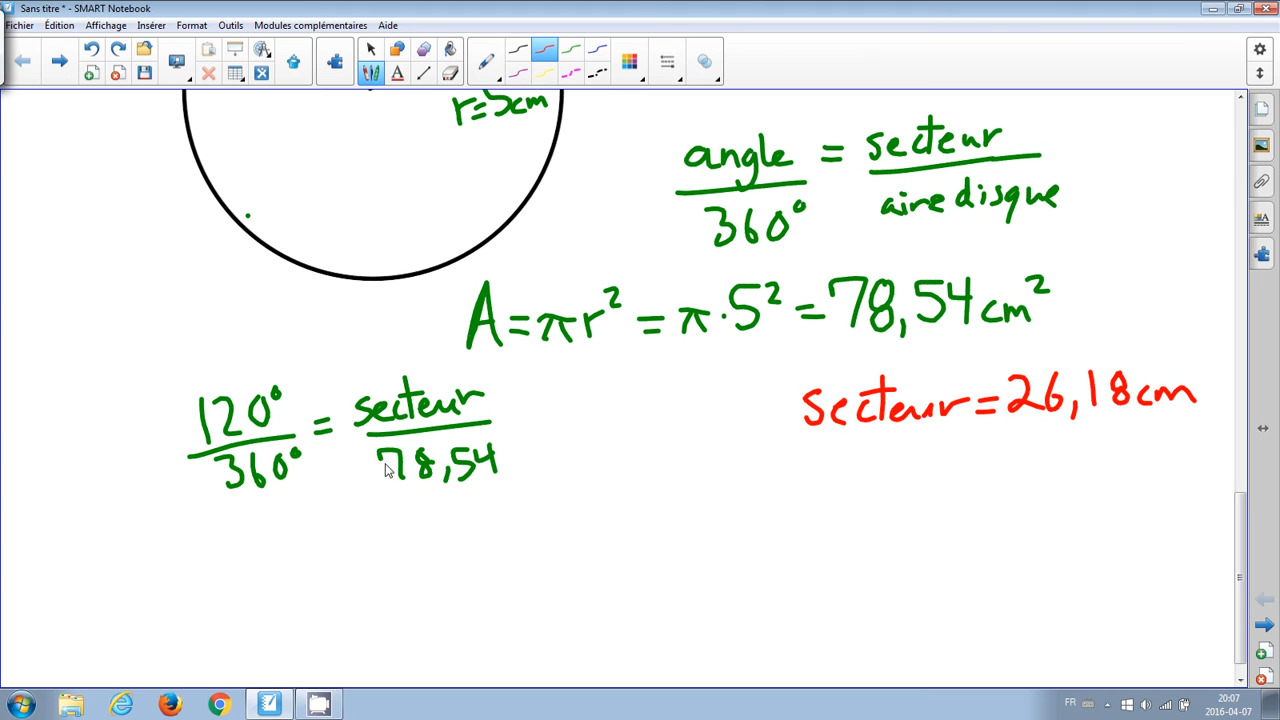 Sans titre * - SMART Notebook
Fichier Édition Affichage Insérer Format Outils Modules complémentaires Aide
r=5cm
angle = secteur
360° aire disque
A = πr² = π·5² = 78,54 cm²
secteur = 26,18 cm
120° = secteur
360° 78,54
FR
20:07
2016-04-07